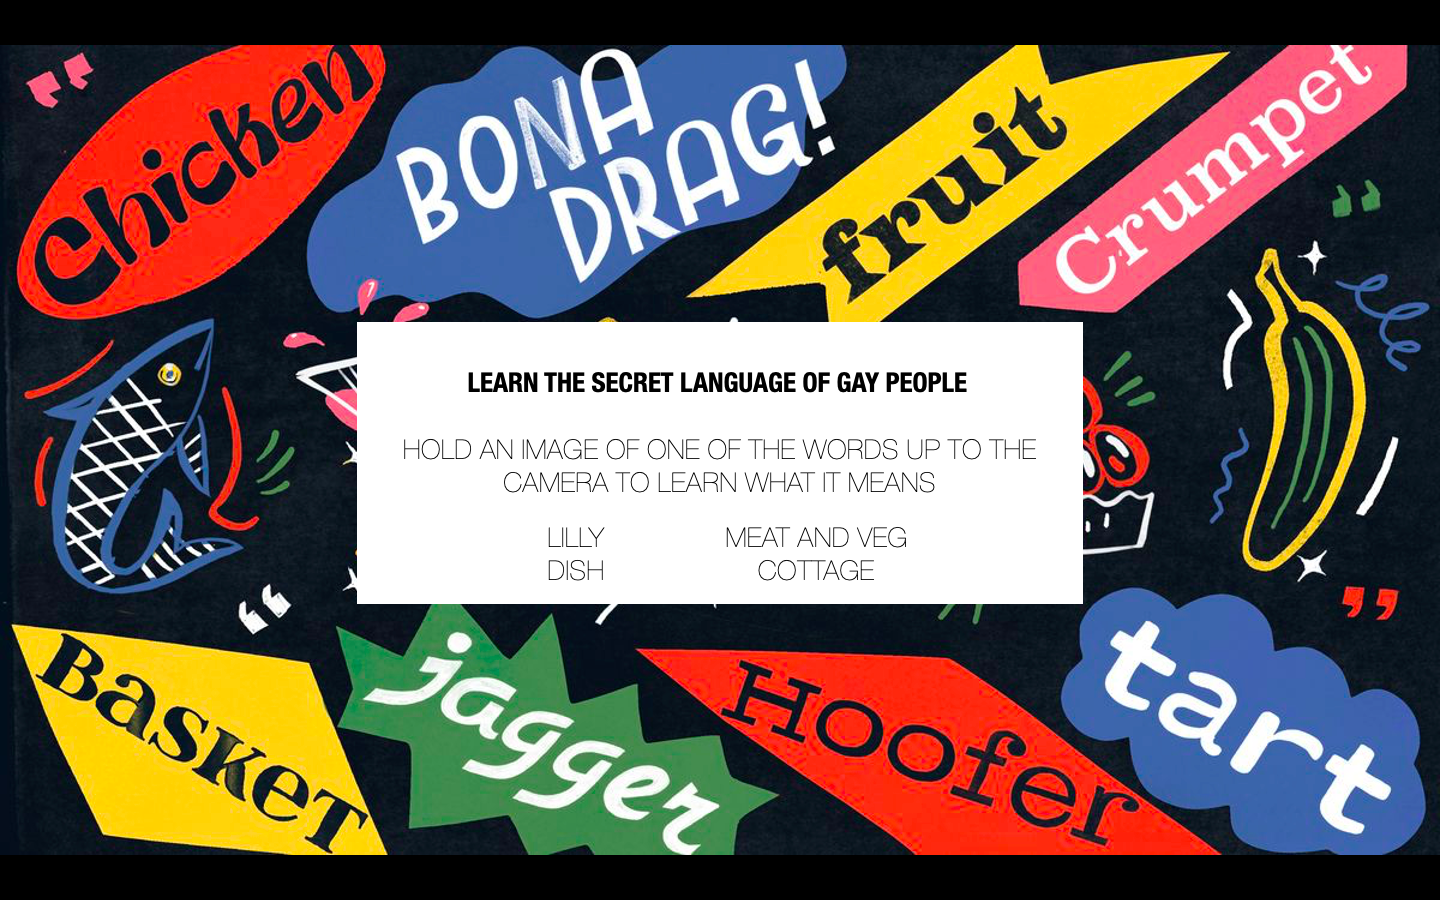 Chicken
BONA
DRAG!
fruit
Crumpet
LEARN THE SECRET LANGUAGE OF GAY PEOPLE
HOLD AN IMAGE OF ONE OF THE WORDS UP TO THE
CAMERA TO LEARN WHAT IT MEANS
LILLY MEAT AND VEG
DISH COTTAGE
BasKeT
jagger
Hoofer
tart